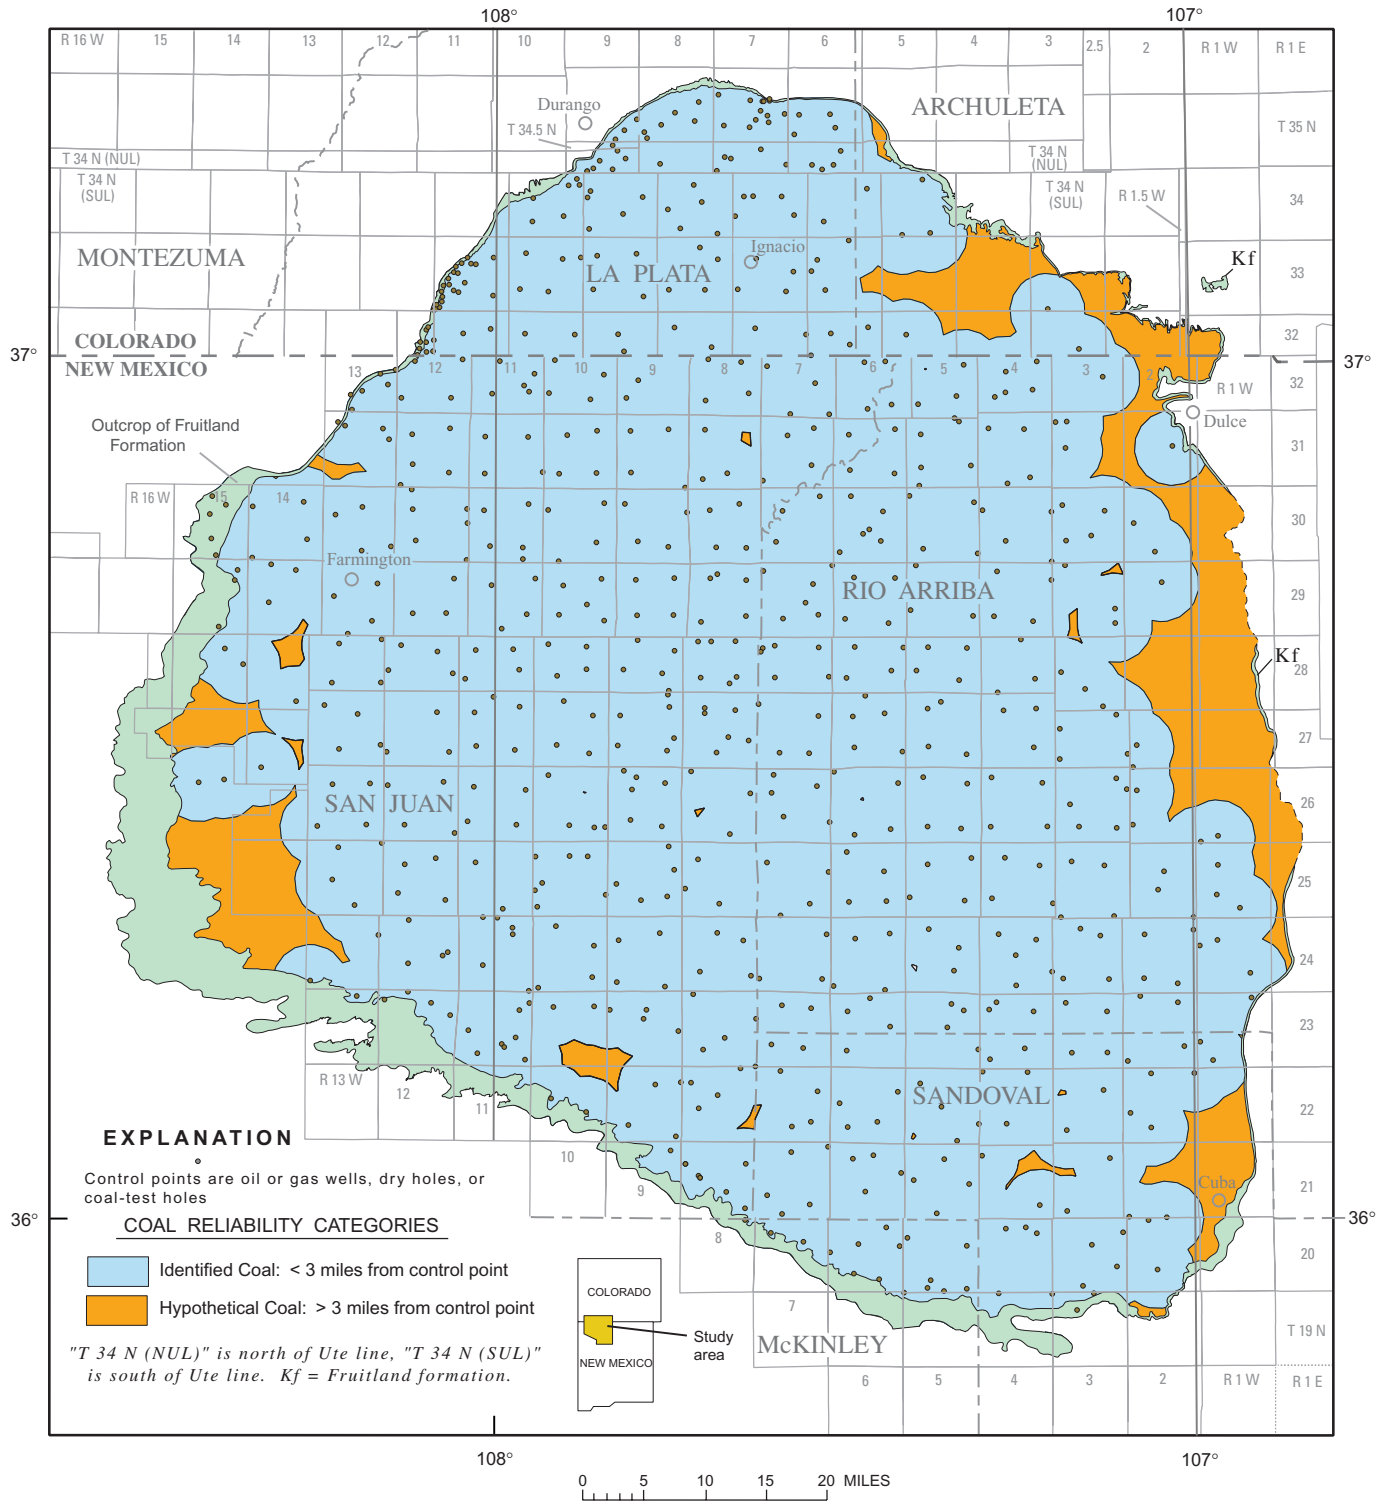 108°
107°
R 16 W
15
14
13
12
11
10
9
8
7
6
5
4
3
2.5
2
R 1 W
R 1 E
Durango
T 34.5 N
ARCHULETA
T 35 N
T 34 N (NUL)
T 34 N
(NUL)
T 34 N
(SUL)
T 34 N
(SUL)
R 1.5 W
34
MONTEZUMA
LA PLATA
Ignacio
Kf
33
COLORADO
32
37°
37°
NEW MEXICO
13
12
11
10
9
8
7
6
5
4
3
2
R 1 W
32
Dulce
Outcrop of Fruitland
Formation
31
R 16 W
15
14
30
Farmington
RIO ARRIBA
29
Kf
28
27
SAN JUAN
26
25
24
23
R 13 W
12
11
SANDOVAL
22
EXPLANATION
Control points are oil or gas wells, dry holes, or
coal-test holes
10
9
Cuba
21
36°
36°
COAL RELIABILITY CATEGORIES
8
20
Identified Coal: < 3 miles from control point
Hypothetical Coal: > 3 miles from control point
COLORADO
NEW MEXICO
Study
area
7
McKINLEY
T 19 N
"T 34 N (NUL)" is north of Ute line, "T 34 N (SUL)"
is south of Ute line. Kf = Fruitland formation.
6
5
4
3
2
R 1 W
R 1 E
108°
107°
0
5
10
15
20 MILES